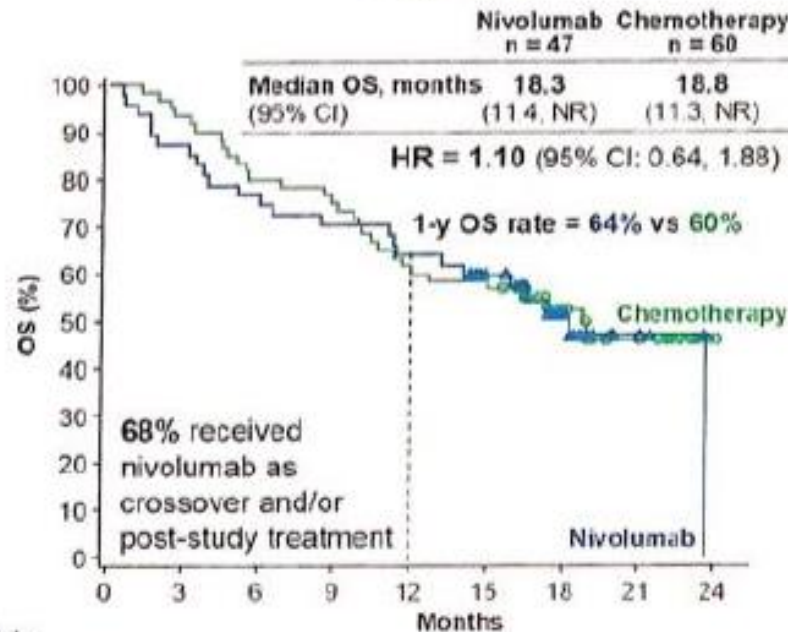 Nivolumab Chemotherapy
n = 47 n = 60
Median OS, months 18.3 18.8
(95% CI) (11.4, NR) (11.3, NR)
HR = 1.10 (95% CI: 0.64, 1.88)
1-y OS rate = 64% vs 60%
100
90
80
70
60
50
40
30
20
10
0
OS (%)
Chemotherapy
68% received
nivolumab as
crossover and/or
post-study treatment
Nivolumab
0 3 6 9 12 15 18 21 24
Months